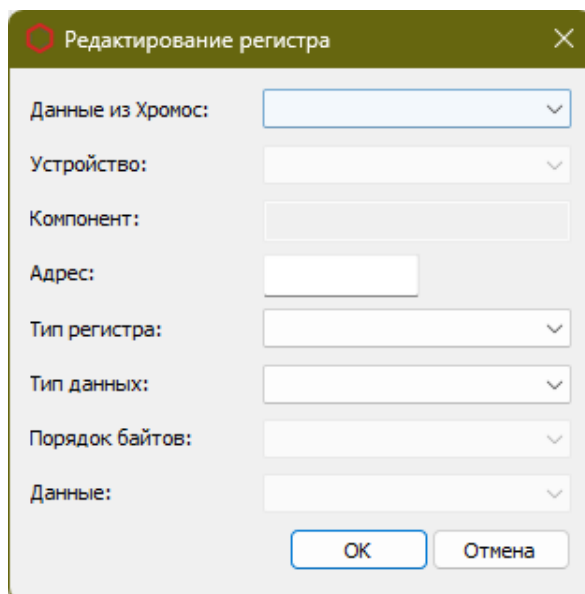 Редактирование регистра
Данные из Хромос:
Устройство:
Компонент:
Адрес:
Тип регистра:
Тип данных:
Порядок байтов:
Данные:
OK Отмена